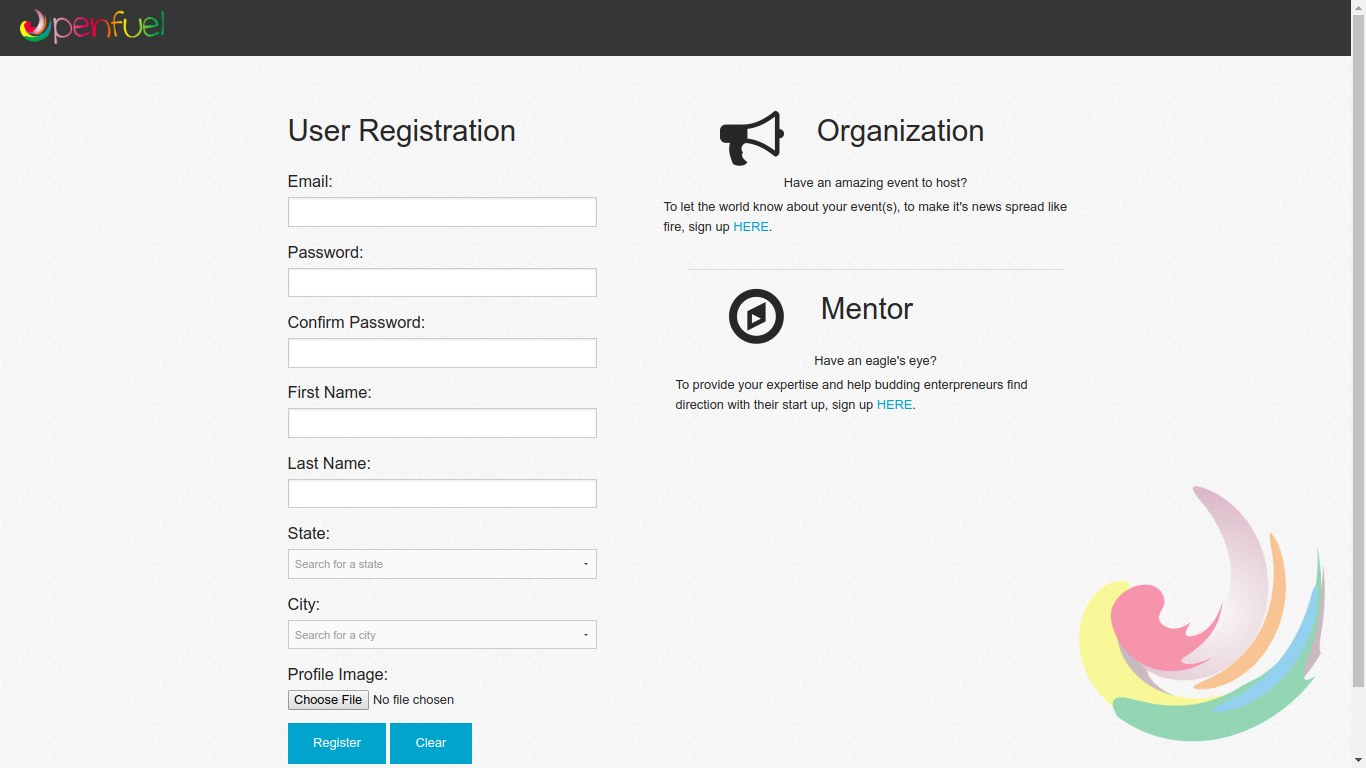 Openfuel
User Registration
Email:
Password:
Confirm Password:
First Name:
Last Name:
State:
Search for a state
City:
Search for a city
Profile Image:
Choose File No file chosen
Register Clear
Organization
Have an amazing event to host?
To let the world know about your event(s), to make it's news spread like
fire, sign up HERE.
Mentor
Have an eagle's eye?
To provide your expertise and help budding enterpreneurs find
direction with their start up, sign up HERE.